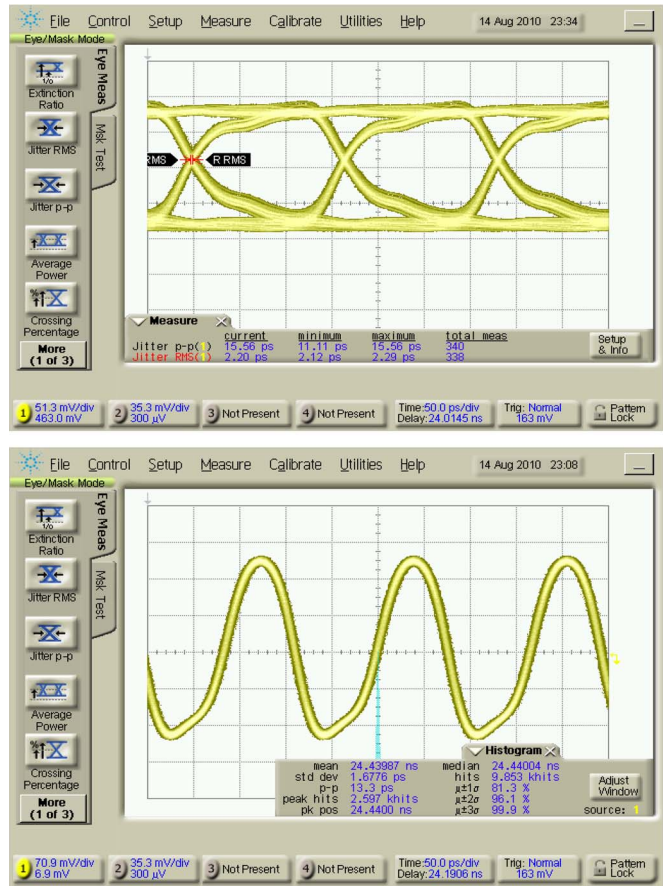 File Control Setup Measure Calibrate Utilities Help 14 Aug 2010 23:34
Eye/Mask Mode
Eye Meas
Msk Test
Extinction
Ratio
Jitter RMS
Jitter p-p
Average
Power
Crossing
Percentage
More
(1 of 3)
RMS R RMS
Measure
current minimum maximum total meas
Jitter p-p(1) 15.56 ps 11.11 ps 15.56 ps 340
Jitter RMS(1) 2.20 ps 2.12 ps 2.29 ps 338
Setup
& Info
1 51.3 mV/div 2 35.3 mV/div 3 Not Present 4 Not Present Time:50.0 ps/div Trig: Normal Pattern
463.0 mV 300 µV Delay:24.0145 ns 163 mV Lock
File Control Setup Measure Calibrate Utilities Help 14 Aug 2010 23:08
Eye/Mask Mode
Eye Meas
Msk Test
Extinction
Ratio
Jitter RMS
Jitter p-p
Average
Power
Crossing
Percentage
More
(1 of 3)
Histogram
mean 24.43987 ns median 24.44004 ns
std dev 1.6776 ps hits 9.853 khits
p-p 13.3 ps µ±1σ 81.3 %
peak hits 2.597 khits µ±2σ 96.1 %
pk pos 24.4400 ns µ±3σ 99.9 %
Adjust
Window
source: 1
1 70.9 mV/div 2 35.3 mV/div 3 Not Present 4 Not Present Time:50.0 ps/div Trig: Normal Pattern
6.9 mV 300 µV Delay:24.1906 ns 163 mV Lock